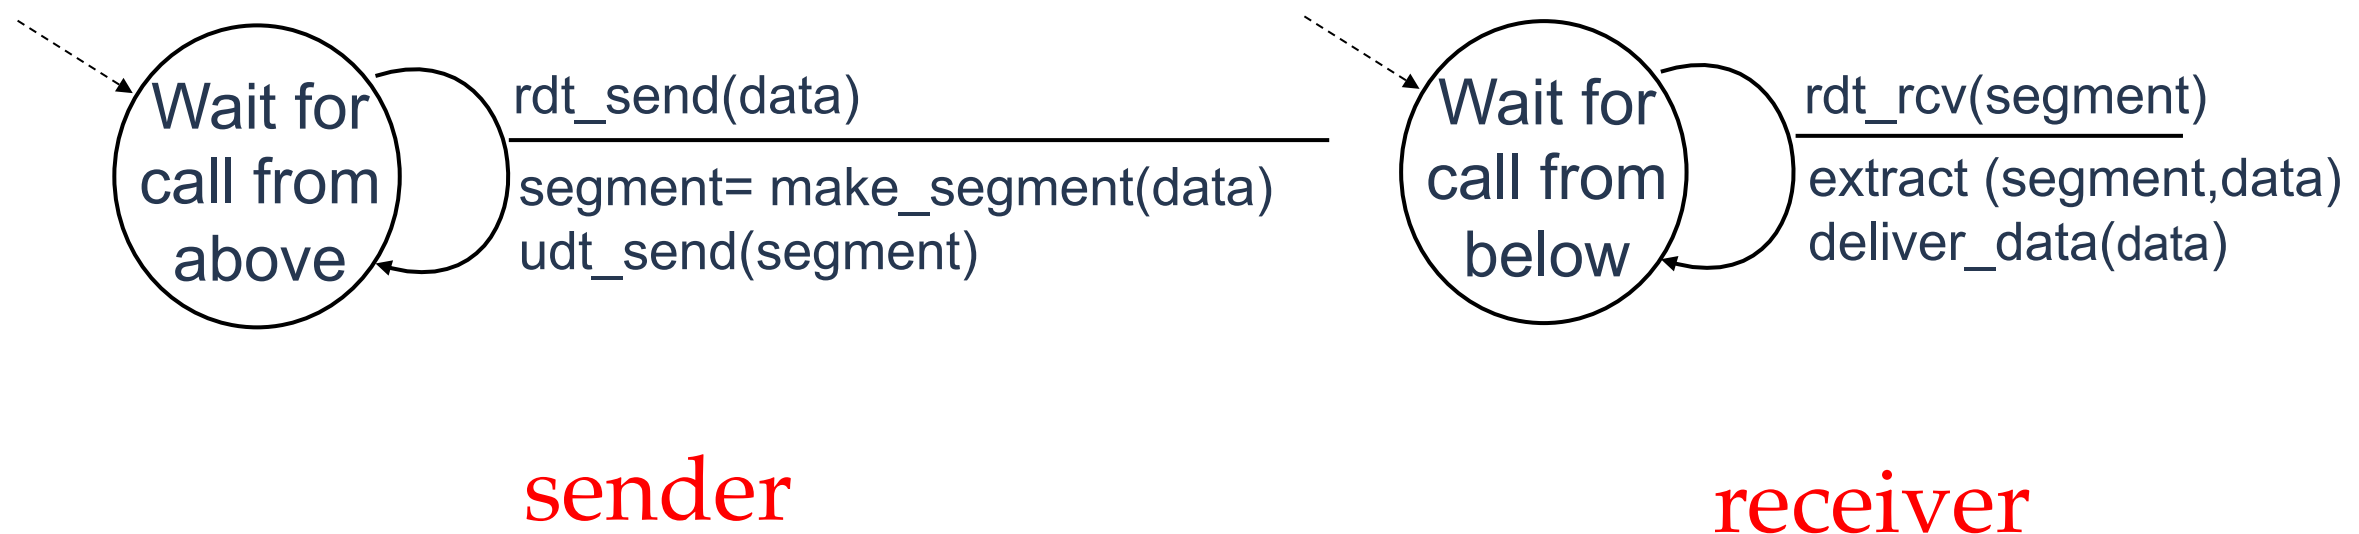 Wait for
call from
above
rdt_send(data)
segment= make_segment(data)
udt_send(segment)
Wait for
call from
below
rdt_rcv(segment)
extract (segment,data)
deliver_data(data)
sender
receiver